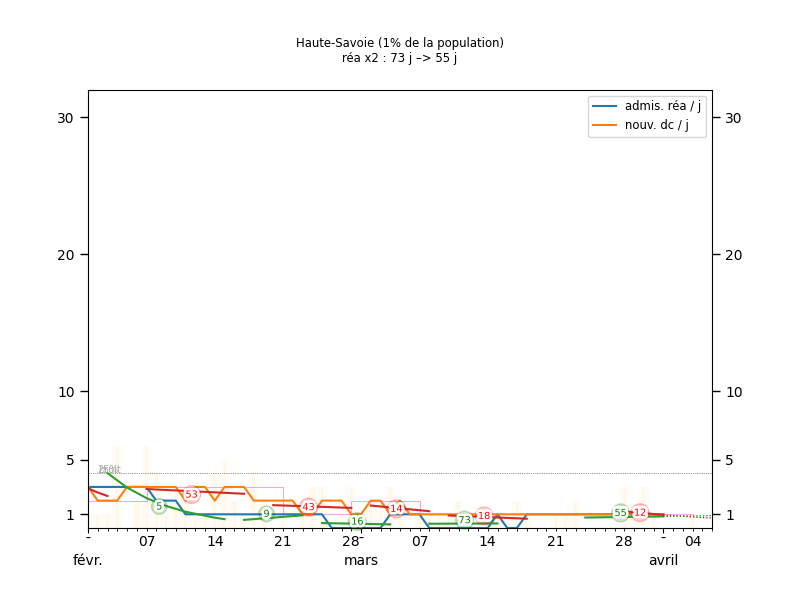 Haute-Savoie (1% de la population)
réa x2 : 73 j –> 55 j
admis. réa / j
nouv. dc / j
30 30
20 20
10 10
5 5
1 1
53
5
9
43
16
14
73
18
55
12
- 07 14 21 28 - 07 14 21 28 - 04
févr. mars avril